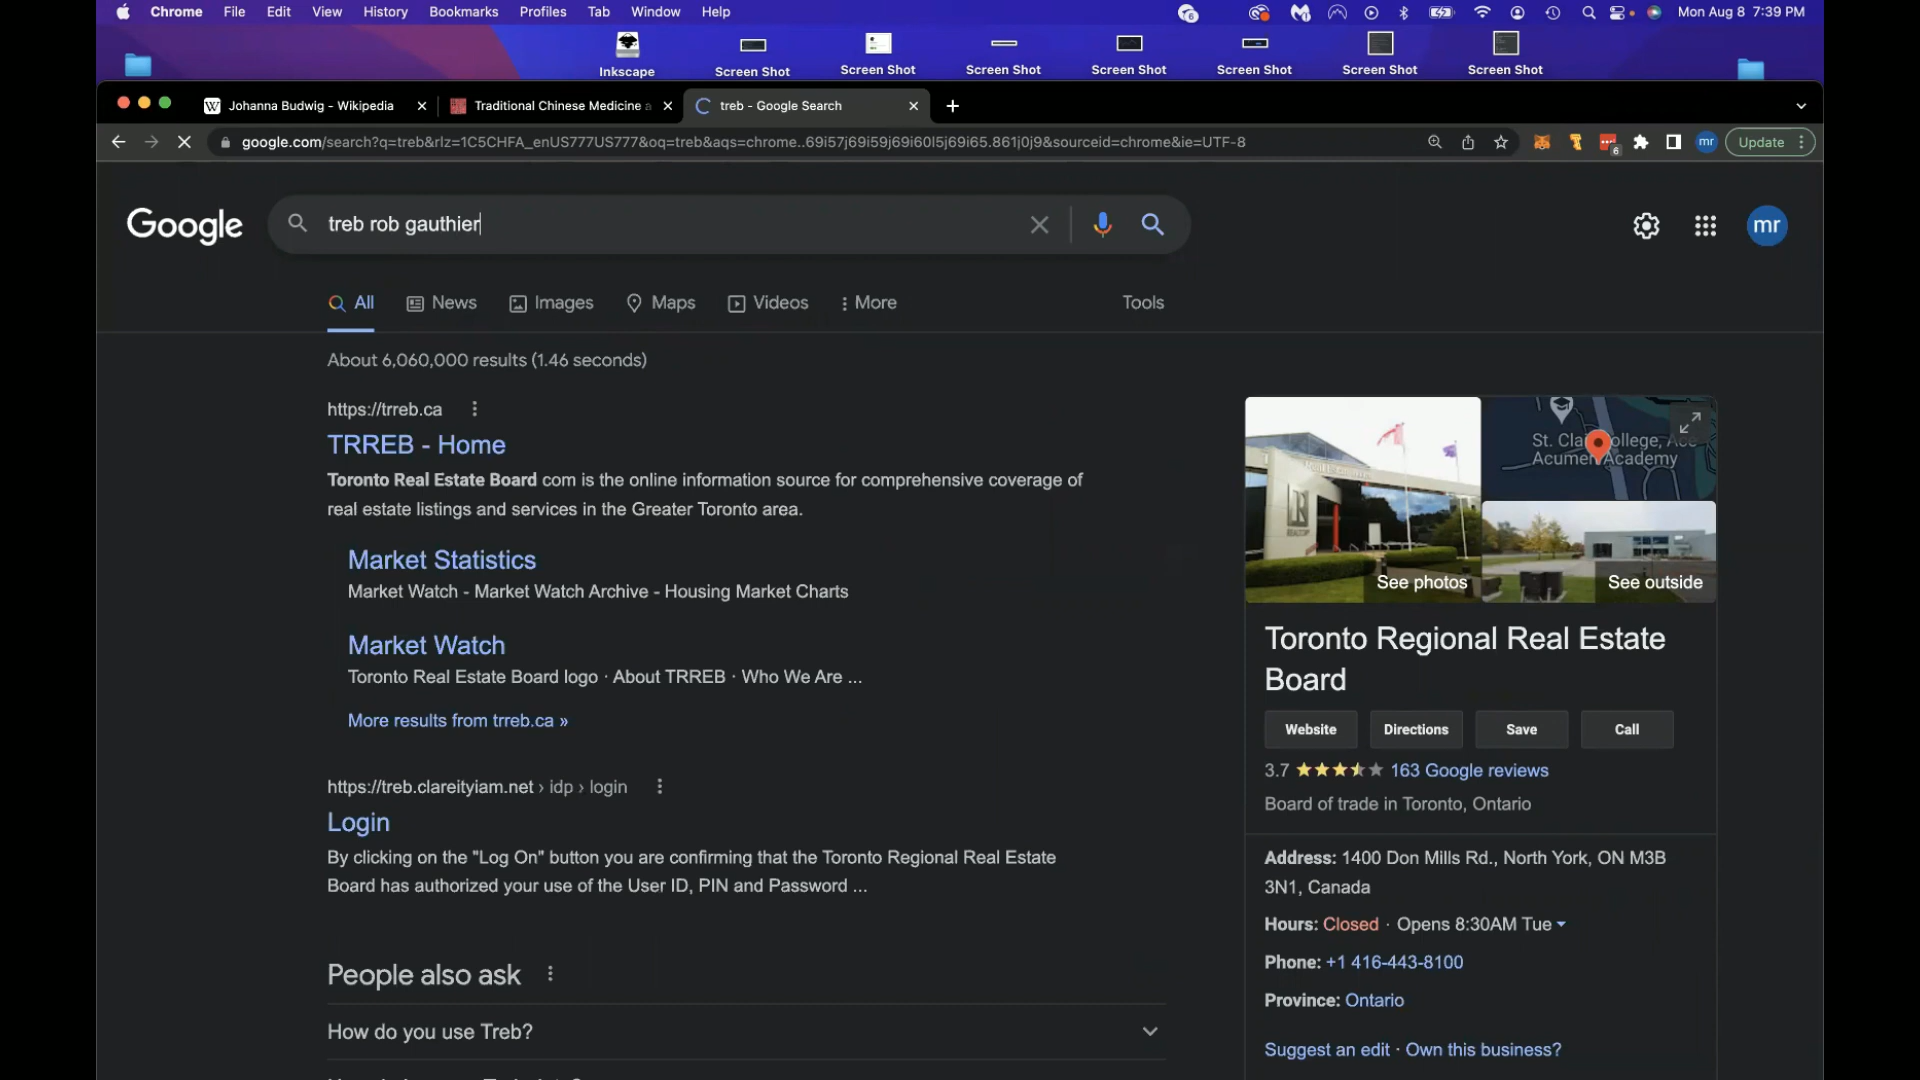 Chrome File Edit View History Bookmarks Profiles Tab Window Help Mon Aug 8 7:39 PM
Inkscape Screen Shot Screen Shot Screen Shot Screen Shot Screen Shot Screen Shot Screen Shot
Johanna Budwig - Wikipedia Traditional Chinese Medicine a treb - Google Search
google.com/search?q=treb&rlz=1C5CHFA_enUS777US777&oq=treb&aqs=chrome..69i57j69i59j69i60l5j69i65.861j0j9&sourceid=chrome&ie=UTF-8 6 mr Update
Google treb rob gauthier mr
All News Images Maps Videos More Tools
About 6,060,000 results (1.46 seconds)
https://trreb.ca
TRREB - Home
Toronto Real Estate Board com is the online information source for comprehensive coverage of
real estate listings and services in the Greater Toronto area.
Market Statistics
Market Watch - Market Watch Archive - Housing Market Charts
Market Watch
Toronto Real Estate Board logo · About TRREB · Who We Are ...
More results from trreb.ca »
https://treb.clareityiam.net › idp › login
Login
By clicking on the "Log On" button you are confirming that the Toronto Regional Real Estate
Board has authorized your use of the User ID, PIN and Password ...
People also ask
How do you use Treb?
St. Clai ollege, Ace
Acumen Academy
See photos See outside
Toronto Regional Real Estate
Board
Website Directions Save Call
3.7 163 Google reviews
Board of trade in Toronto, Ontario
Address: 1400 Don Mills Rd., North York, ON M3B
3N1, Canada
Hours: Closed · Opens 8:30AM Tue
Phone: +1 416-443-8100
Province: Ontario
Suggest an edit · Own this business?